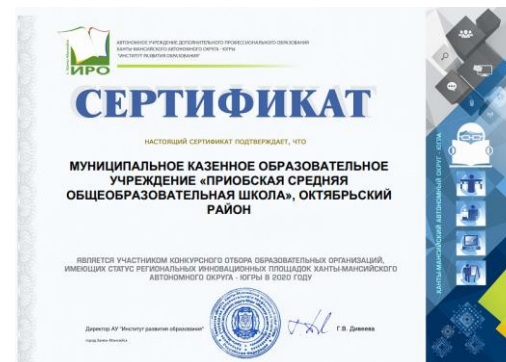 АВТОНОМНОЕ УЧРЕЖДЕНИЕ ДОПОЛНИТЕЛЬНОГО ПРОФЕССИОНАЛЬНОГО ОБРАЗОВАНИЯ
ХАНТЫ-МАНСИЙСКОГО АВТОНОМНОГО ОКРУГА - ЮГРЫ
"ИНСТИТУТ РАЗВИТИЯ ОБРАЗОВАНИЯ"
ИРО
СЕРТИФИКАТ
НАСТОЯЩИЙ СЕРТИФИКАТ ПОДТВЕРЖДАЕТ, ЧТО
МУНИЦИПАЛЬНОЕ КАЗЕННОЕ ОБРАЗОВАТЕЛЬНОЕ
УЧРЕЖДЕНИЕ «ПРИОБСКАЯ СРЕДНЯЯ
ОБЩЕОБРАЗОВАТЕЛЬНАЯ ШКОЛА», ОКТЯБРЬСКИЙ
РАЙОН
ЯВЛЯЕТСЯ УЧАСТНИКОМ КОНКУРСНОГО ОТБОРА ОБРАЗОВАТЕЛЬНЫХ ОРГАНИЗАЦИЙ,
ИМЕЮЩИХ СТАТУС РЕГИОНАЛЬНЫХ ИННОВАЦИОННЫХ ПЛОЩАДОК ХАНТЫ-МАНСИЙСКОГО
АВТОНОМНОГО ОКРУГА - ЮГРЫ В 2020 ГОДУ
Директор АУ "Институт развития образования"
Г.В. Дивеева
город Ханты-Мансийск
ХАНТЫ-МАНСИЙСКИЙ АВТОНОМНЫЙ ОКРУГ - ЮГРА